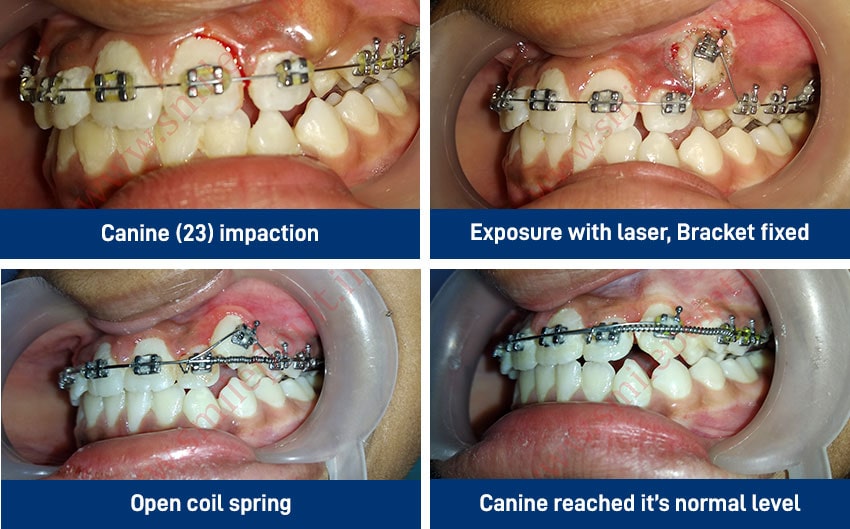 Canine (23) impaction
Exposure with laser, Bracket fixed
Open coil spring
Canine reached it's normal level